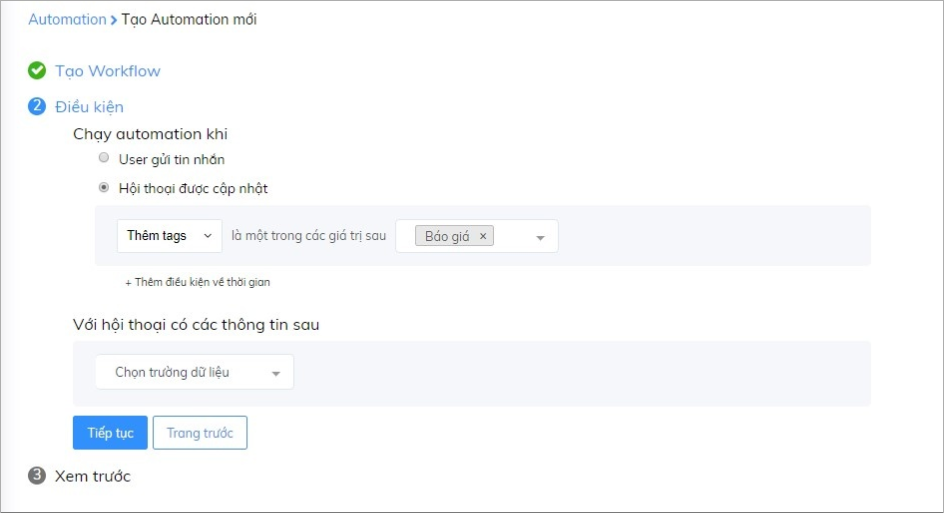 Automation > Tạo Automation mới
Tạo Workflow
2 Điều kiện
Chạy automation khi
User gửi tin nhắn
Hội thoại được cập nhật
Thêm tags là một trong các giá trị sau Báo giá ×
+ Thêm điều kiện về thời gian
Với hội thoại có các thông tin sau
Chọn trường dữ liệu
Tiếp tục Trang trước
3 Xem trước